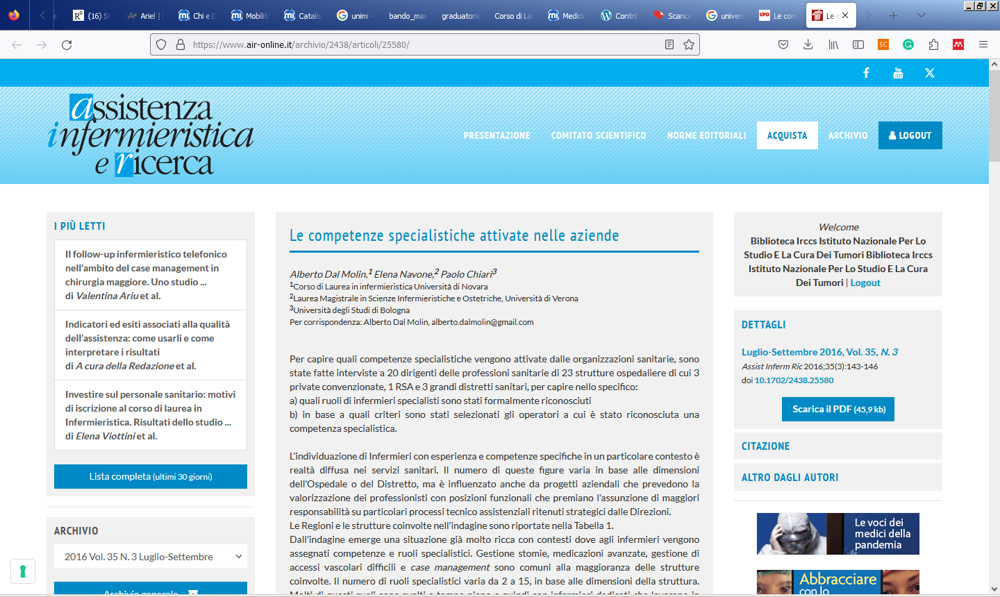 (16) St
Ariel |
Chi e D
Mobilit
Catalo
unimi -
bando_mas
graduatoria
Corso di La
Medicin
Contrib
Scarica
univers
UPO
Le com
Le c
https://www.air-online.it/archivio/2438/articoli/25580/
SC
assistenza
infermieristica
e ricerca
PRESENTAZIONE
COMITATO SCIENTIFICO
NORME EDITORIALI
ACQUISTA
ARCHIVIO
LOGOUT
I PIÙ LETTI
Il follow-up infermieristico telefonico
nell'ambito del case management in
chirurgia maggiore. Uno studio ...
di Valentina Ariu et al.
Indicatori ed esiti associati alla qualità
dell'assistenza: come usarli e come
interpretare i risultati
di A cura della Redazione et al.
Investire sul personale sanitario: motivi
di iscrizione al corso di laurea in
Infermieristica. Risultati dello studio ...
di Elena Viottini et al.
Lista completa (ultimi 30 giorni)
ARCHIVIO
2016 Vol. 35 N. 3 Luglio-Settembre
Archivio generale
Le competenze specialistiche attivate nelle aziende
Alberto Dal Molin,1 Elena Navone,2 Paolo Chiari3
1Corso di Laurea in infermieristica Università di Novara
2Laurea Magistrale in Scienze Infermieristiche e Ostetriche, Università di Verona
3Università degli Studi di Bologna
Per corrispondenza: Alberto Dal Molin, alberto.dalmolin@gmail.com
Per capire quali competenze specialistiche vengono attivate dalle organizzazioni sanitarie, sono
state fatte interviste a 20 dirigenti delle professioni sanitarie di 23 strutture ospedaliere di cui 3
private convenzionate, 1 RSA e 3 grandi distretti sanitari, per capire nello specifico:
a) quali ruoli di infermieri specialisti sono stati formalmente riconosciuti
b) in base a quali criteri sono stati selezionati gli operatori a cui è stato riconosciuta una
competenza specialistica.
L'individuazione di Infermieri con esperienza e competenze specifiche in un particolare contesto è
realtà diffusa nei servizi sanitari. Il numero di queste figure varia in base alle dimensioni
dell'Ospedale o del Distretto, ma è influenzato anche da progetti aziendali che prevedono la
valorizzazione dei professionisti con posizioni funzionali che premiano l'assunzione di maggiori
responsabilità su particolari processi tecnico assistenziali ritenuti strategici dalle Direzioni.
Le Regioni e le strutture coinvolte nell'indagine sono riportate nella Tabella 1.
Dall'indagine emerge una situazione già molto ricca con contesti dove agli infermieri vengono
assegnati competenze e ruoli specialistici. Gestione stomie, medicazioni avanzate, gestione di
accessi vascolari difficili e case management sono comuni alla maggioranza delle strutture
coinvolte. Il numero di ruoli specialistici varia da 2 a 15, in base alle dimensioni della struttura.
Molti di questi ruoli sono svolti a tempo pieno e quindi con infermieri dedicati che lavorano in
Welcome
Biblioteca Irccs Istituto Nazionale Per Lo
Studio E La Cura Dei Tumori Biblioteca Irccs
Istituto Nazionale Per Lo Studio E La Cura
Dei Tumori | Logout
DETTAGLI
Luglio-Settembre 2016, Vol. 35, N. 3
Assist Inferm Ric 2016;35(3):143-146
doi 10.1702/2438.25580
Scarica il PDF (45,9 kb)
CITAZIONE
ALTRO DAGLI AUTORI
Le voci dei
medici della
pandemia
Abbracciare
con lo